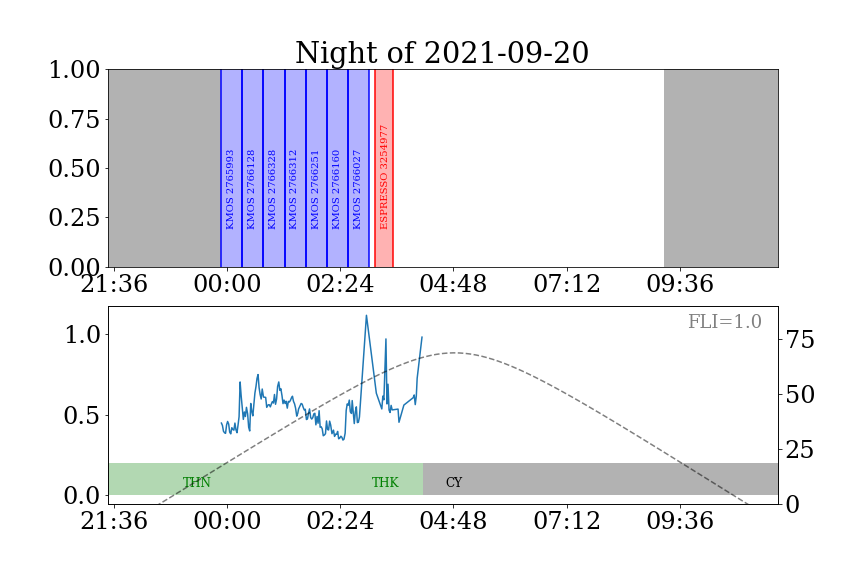 Night of 2021-09-20
1.00
0.75
0.50
0.25
0.00
KMOS 2765993
KMOS 2766128
KMOS 2766328
KMOS 2766312
KMOS 2766251
KMOS 2766160
KMOS 2766027
ESPRESSO 3254977
21:36 00:00 02:24 04:48 07:12 09:36
FLI=1.0
1.0
0.5
0.0
75
50
25
0
THN THK CY
21:36 00:00 02:24 04:48 07:12 09:36